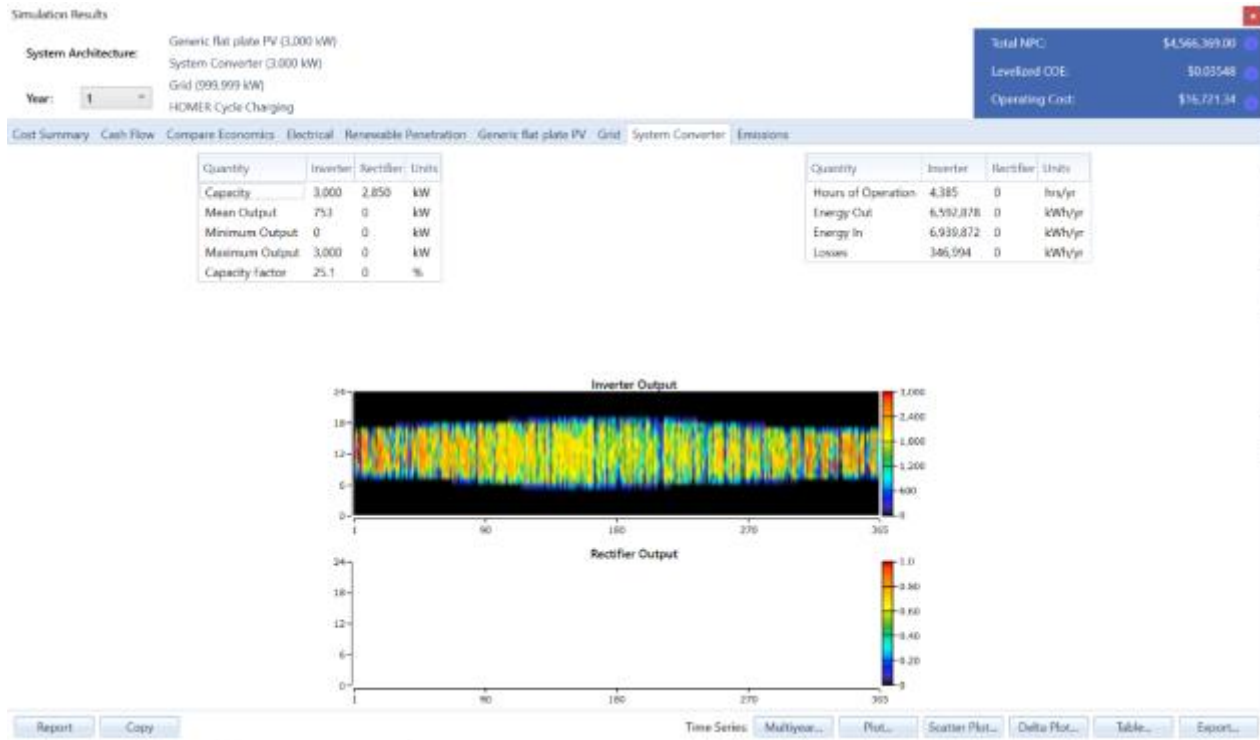 Simulation Results
System Architecture:
Generic flat plate PV (3,000 kW)
System Converter (3,000 kW)
Grid (999,999 kW)
HOMER Cycle Charging
Year: 1
Total NPC: $4,566,369.00
Levelized COE: $0.03548
Operating Cost: $16,721.34
Cost Summary Cash Flow Compare Economics Electrical Renewable Penetration Generic flat plate PV Grid System Converter Emissions
Quantity Inverter Rectifier Units
Capacity 3,000 2,850 kW
Mean Output 753 0 kW
Minimum Output 0 0 kW
Maximum Output 3,000 0 kW
Capacity Factor 25.1 0 %
Quantity Inverter Rectifier Units
Hours of Operation 4,385 0 hrs/yr
Energy Out 6,592,878 0 kWh/yr
Energy In 6,939,872 0 kWh/yr
Losses 346,994 0 kWh/yr
Inverter Output
24
18
12
6
0
1 90 180 270 365
3,000
2,400
1,800
1,200
600
0
Rectifier Output
24
18
12
6
0
1 90 180 270 365
1.0
0.80
0.60
0.40
0.20
0
Report Copy Time Series: Multiyear... Plot... Scatter Plot... Delta Plot... Table... Export...